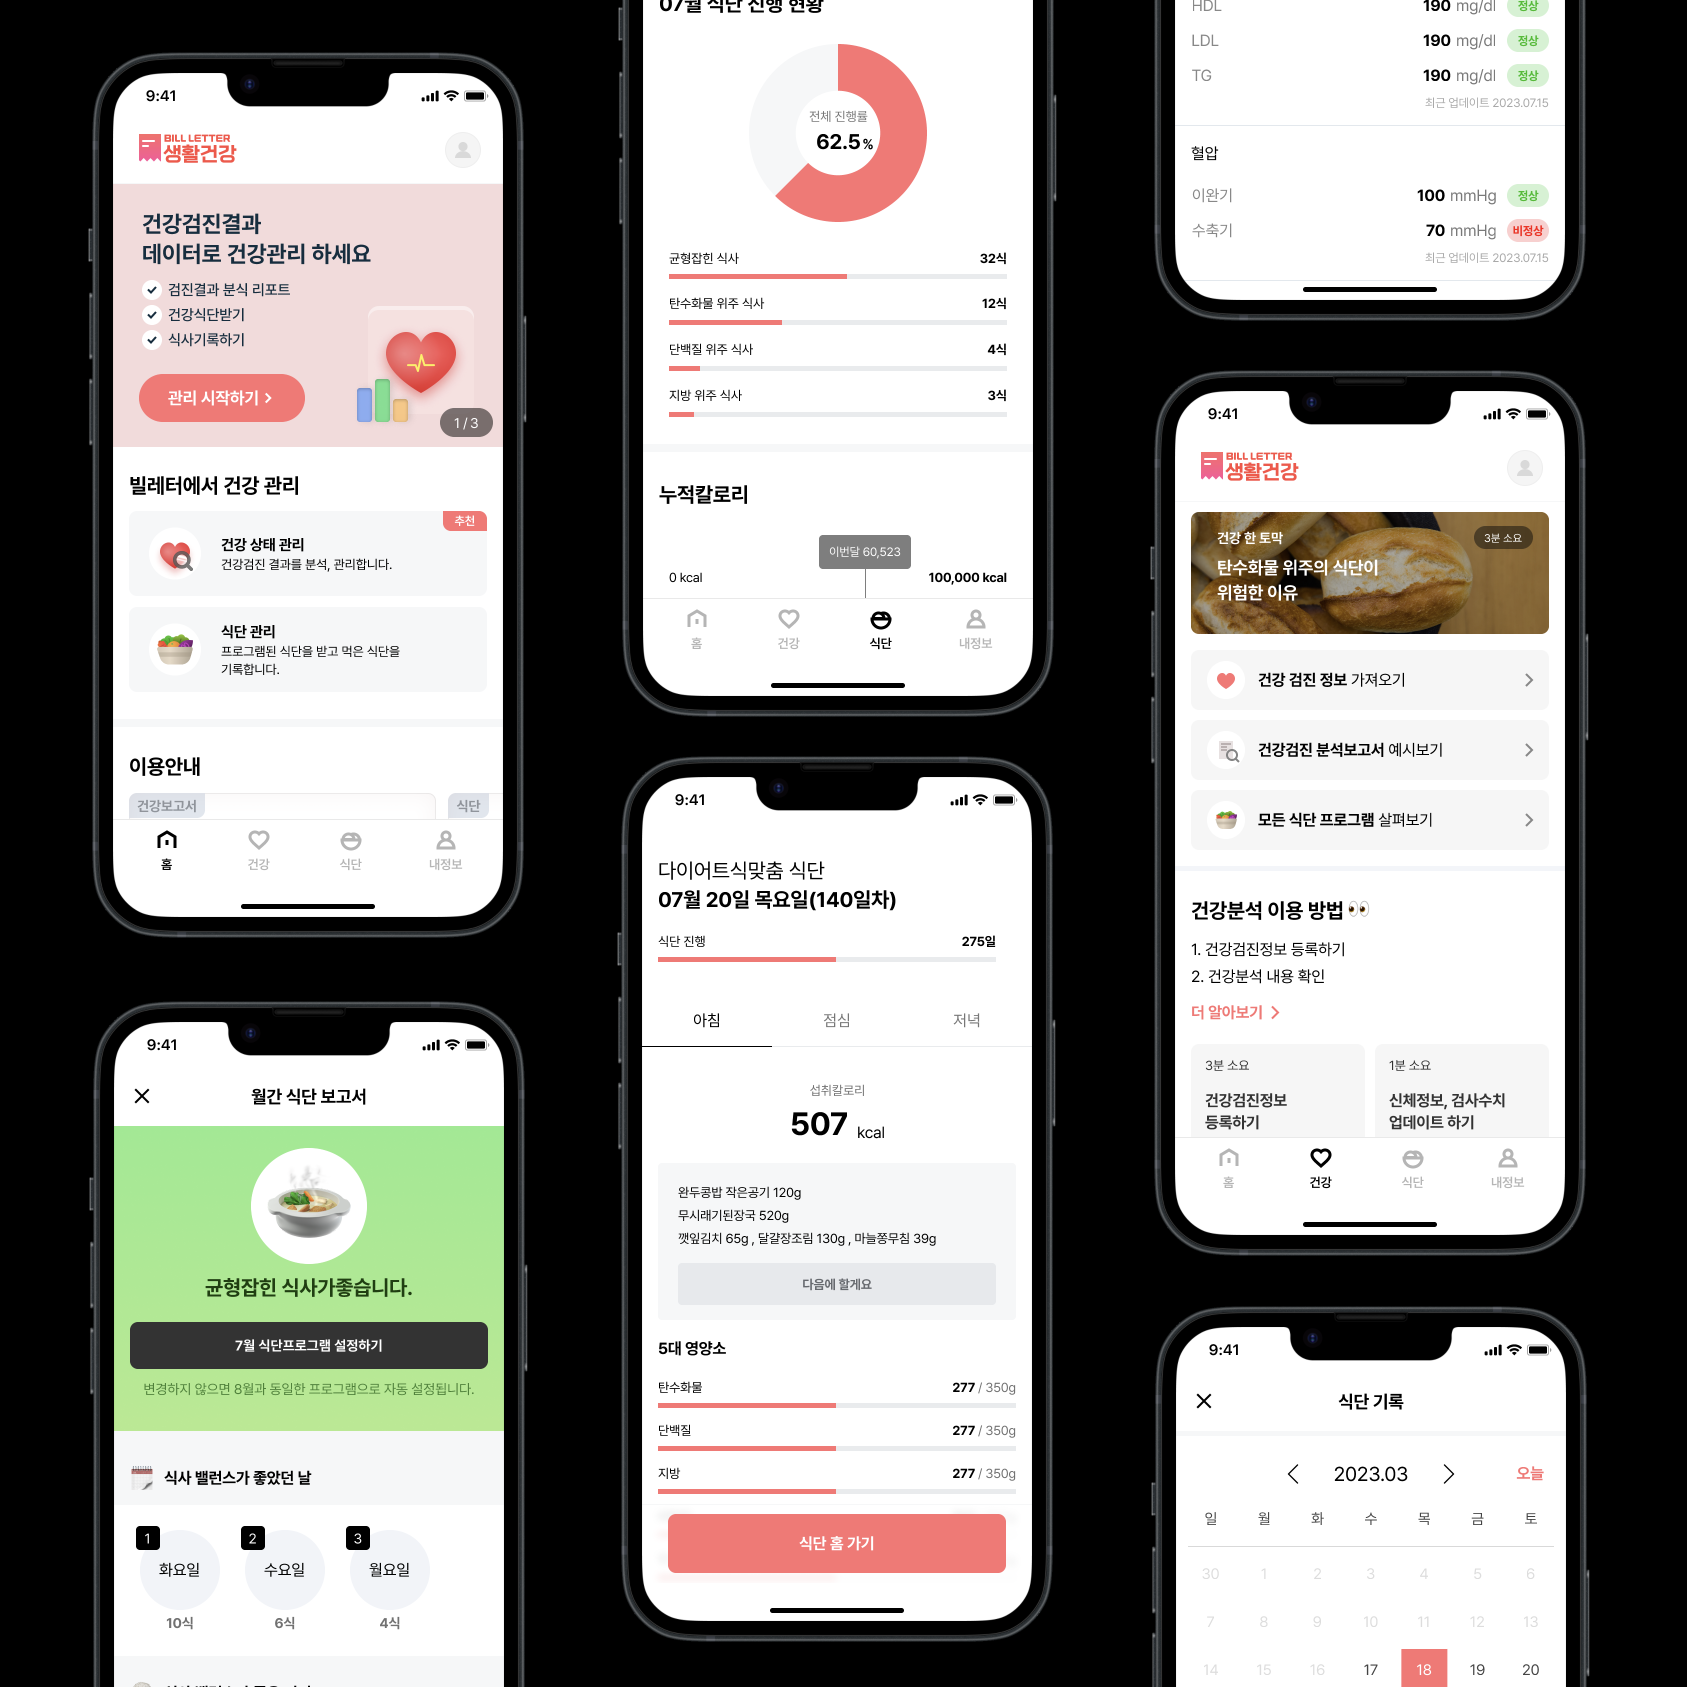 9:41
BILL LETTER
생활건강
건강검진결과
데이터로 건강관리 하세요
검진결과 분식 리포트
건강식단받기
식사기록하기
관리 시작하기
1 / 3
빌레터에서 건강 관리
추천
건강 상태 관리
건강검진 결과를 분석, 관리합니다.
식단 관리
프로그램된 식단을 받고 먹은 식단을
기록합니다.
이용안내
건강보고서 식단
홈 건강 식단 내정보
9:41
월간 식단 보고서
균형잡힌 식사가좋습니다.
7월 식단프로그램 설정하기
변경하지 않으면 8월과 동일한 프로그램으로 자동 설정됩니다.
식사 밸런스가 좋았던 날
1 2 3
화요일 수요일 월요일
10식 6식 4식
07월 식단 진행 현황
전체 진행률
62.5%
균형잡힌 식사 32식
탄수화물 위주 식사 12식
단백질 위주 식사 4식
지방 위주 식사 3식
누적칼로리
이번달 60,523
0 kcal 100,000 kcal
홈 건강 식단 내정보
9:41
다이어트식맞춤 식단
07월 20일 목요일(140일차)
식단 진행 275일
아침 점심 저녁
섭취칼로리
507 kcal
완두콩밥 작은공기 120g
무시래기된장국 520g
깻잎김치 65g , 달걀장조림 130g , 마늘쫑무침 39g
다음에 할게요
5대 영양소
탄수화물 277 / 350g
단백질 277 / 350g
지방 277 / 350g
식단 홈 가기
HDL 190 mg/dl 정상
LDL 190 mg/dl 정상
TG 190 mg/dl 정상
최근 업데이트 2023.07.15
혈압
이완기 100 mmHg 정상
수축기 70 mmHg 비정상
최근 업데이트 2023.07.15
9:41
BILL LETTER
생활건강
건강 한 토막 3분 소요
탄수화물 위주의 식단이
위험한 이유
건강 검진 정보 가져오기
건강검진 분석보고서 예시보기
모든 식단 프로그램 살펴보기
건강분석 이용 방법 👀
1. 건강검진정보 등록하기
2. 건강분석 내용 확인
더 알아보기
3분 소요 1분 소요
건강검진정보 신체정보, 검사수치
등록하기 업데이트 하기
홈 건강 식단 내정보
9:41
식단 기록
2023.03 오늘
일 월 화 수 목 금 토
30 1 2 3 4 5 6
7 8 9 10 11 12 13
14 15 16 17 18 19 20